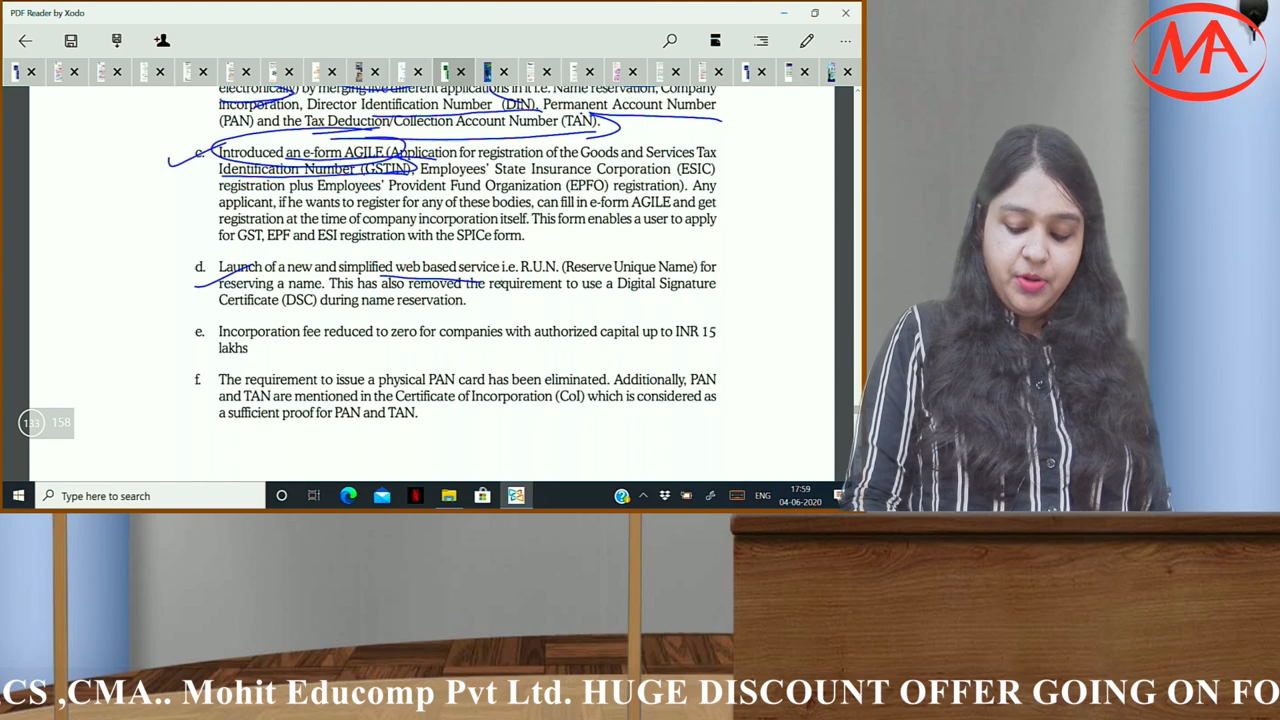 PDF Reader by Xodo
electronically) by merging five different applications in it i.e. Name reservation, Company
incorporation, Director Identification Number (DIN), Permanent Account Number
(PAN) and the Tax Deduction/Collection Account Number (TAN).
c. Introduced an e-form AGILE (Application for registration of the Goods and Services Tax
Identification Number (GSTIN), Employees' State Insurance Corporation (ESIC)
registration plus Employees' Provident Fund Organization (EPFO) registration). Any
applicant, if he wants to register for any of these bodies, can fill in e-form AGILE and get
registration at the time of company incorporation itself. This form enables a user to apply
for GST, EPF and ESI registration with the SPICe form.
d. Launch of a new and simplified web based service i.e. R.U.N. (Reserve Unique Name) for
reserving a name. This has also removed the requirement to use a Digital Signature
Certificate (DSC) during name reservation.
e. Incorporation fee reduced to zero for companies with authorized capital up to INR 15
lakhs
f. The requirement to issue a physical PAN card has been eliminated. Additionally, PAN
and TAN are mentioned in the Certificate of Incorporation (CoI) which is considered as
a sufficient proof for PAN and TAN.
133 158
Type here to search
ENG
17:59
04-06-2020
MA
CS ,CMA.. Mohit Educomp Pvt Ltd. HUGE DISCOUNT OFFER GOING ON FO